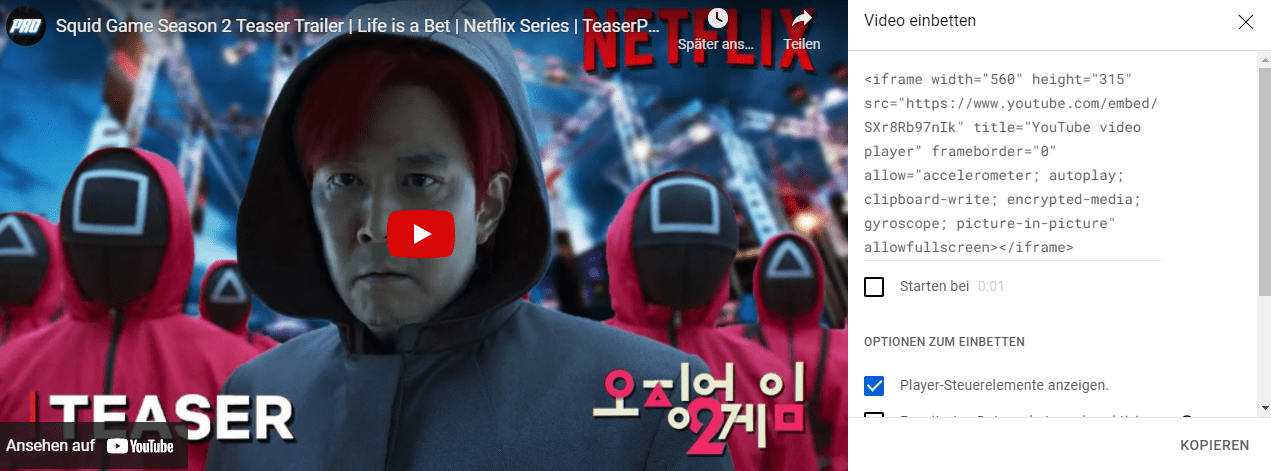 PRO
Squid Game Season 2 Teaser Trailer | Life is a Bet | Netflix Series | TeaserP...
Später ans...
Teilen
NETFLIX
TEASER
오징어 게임
2
Ansehen auf YouTube
Video einbetten
<iframe width="560" height="315"
src="https://www.youtube.com/embed/
SXr8Rb97nIk" title="YouTube video
player" frameborder="0"
allow="accelerometer; autoplay;
clipboard-write; encrypted-media;
gyroscope; picture-in-picture"
allowfullscreen></iframe>
Starten bei 0:01
OPTIONEN ZUM EINBETTEN
Player-Steuerelemente anzeigen.
KOPIEREN